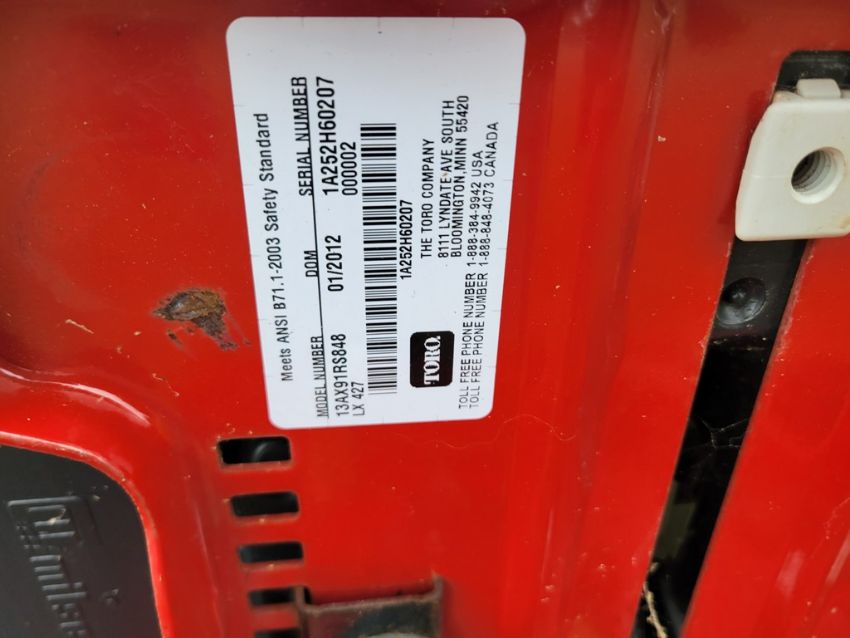 Meets ANSI B71.1-2003 Safety Standard
MODEL NUMBER DOM SERIAL NUMBER
13AX91RS848 01/2012 1A252H60207
LX 427 000002
1A252H60207
THE TORO COMPANY
8111 LYNDATE AVE SOUTH
BLOOMINGTON,MINN 55420
TORO.
TOLL FREE PHONE NUMBER 1-888-384-9942 USA
TOLL FREE PHONE NUMBER 1-888-848-4073 CANADA